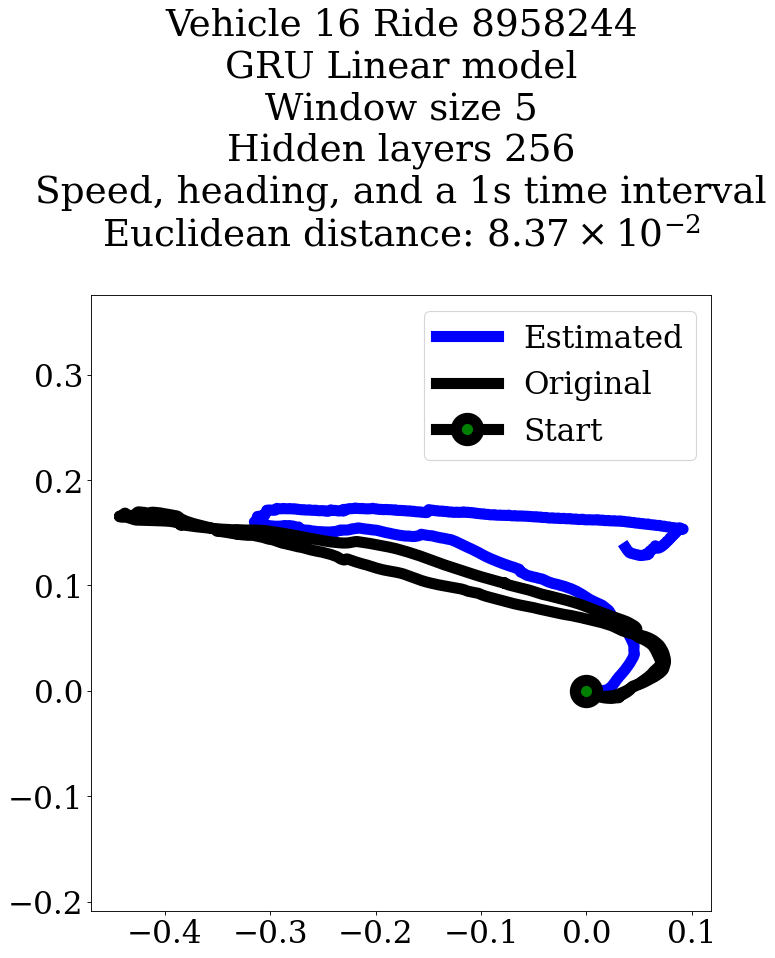 Vehicle 16 Ride 8958244
GRU Linear model
Window size 5
Hidden layers 256
Speed, heading, and a 1s time interval
Euclidean distance: 8.37 × 10⁻²
Estimated
Original
Start
0.3
0.2
0.1
0.0
−0.1
−0.2
−0.4
−0.3
−0.2
−0.1
0.0
0.1